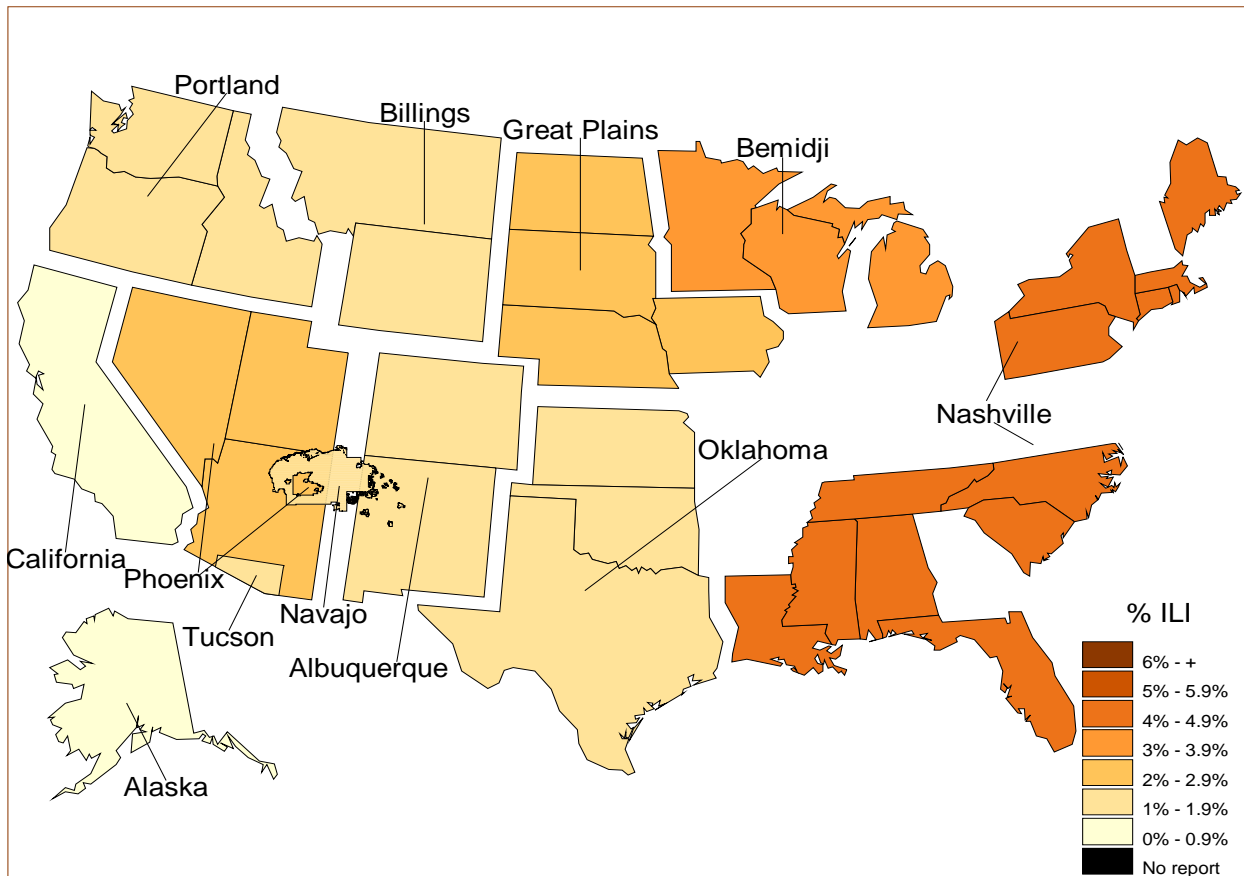 Portland
Billings
Great Plains
Bemidji
Nashville
Oklahoma
California
Phoenix
Navajo
Tucson
Albuquerque
Alaska
% ILI
6% - +
5% - 5.9%
4% - 4.9%
3% - 3.9%
2% - 2.9%
1% - 1.9%
0% - 0.9%
No report